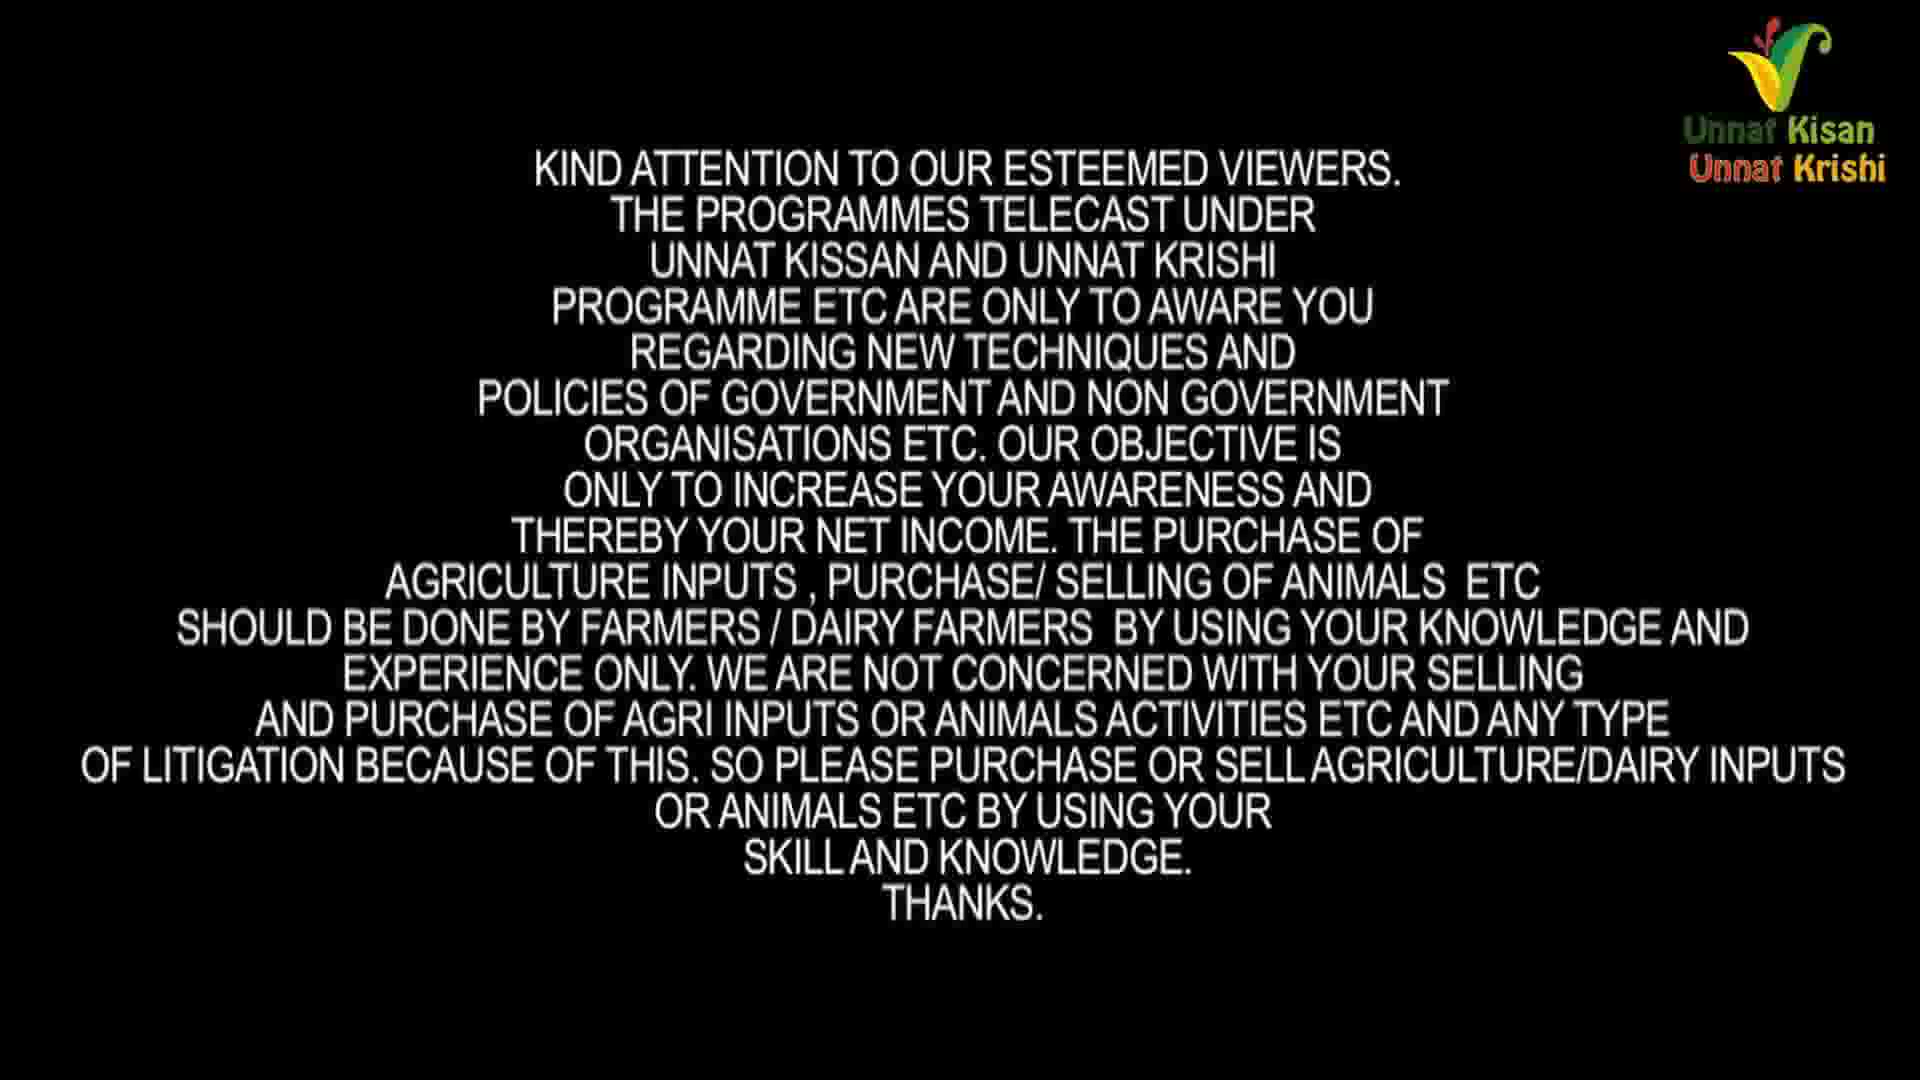 Unnat Kisan
Unnat Krishi
KIND ATTENTION TO OUR ESTEEMED VIEWERS.
THE PROGRAMMES TELECAST UNDER
UNNAT KISSAN AND UNNAT KRISHI
PROGRAMME ETC ARE ONLY TO AWARE YOU
REGARDING NEW TECHNIQUES AND
POLICIES OF GOVERNMENT AND NON GOVERNMENT
ORGANISATIONS ETC. OUR OBJECTIVE IS
ONLY TO INCREASE YOUR AWARENESS AND
THEREBY YOUR NET INCOME. THE PURCHASE OF
AGRICULTURE INPUTS , PURCHASE/ SELLING OF ANIMALS ETC
SHOULD BE DONE BY FARMERS / DAIRY FARMERS BY USING YOUR KNOWLEDGE AND
EXPERIENCE ONLY. WE ARE NOT CONCERNED WITH YOUR SELLING
AND PURCHASE OF AGRI INPUTS OR ANIMALS ACTIVITIES ETC AND ANY TYPE
OF LITIGATION BECAUSE OF THIS. SO PLEASE PURCHASE OR SELL AGRICULTURE/DAIRY INPUTS
OR ANIMALS ETC BY USING YOUR
SKILL AND KNOWLEDGE.
THANKS.